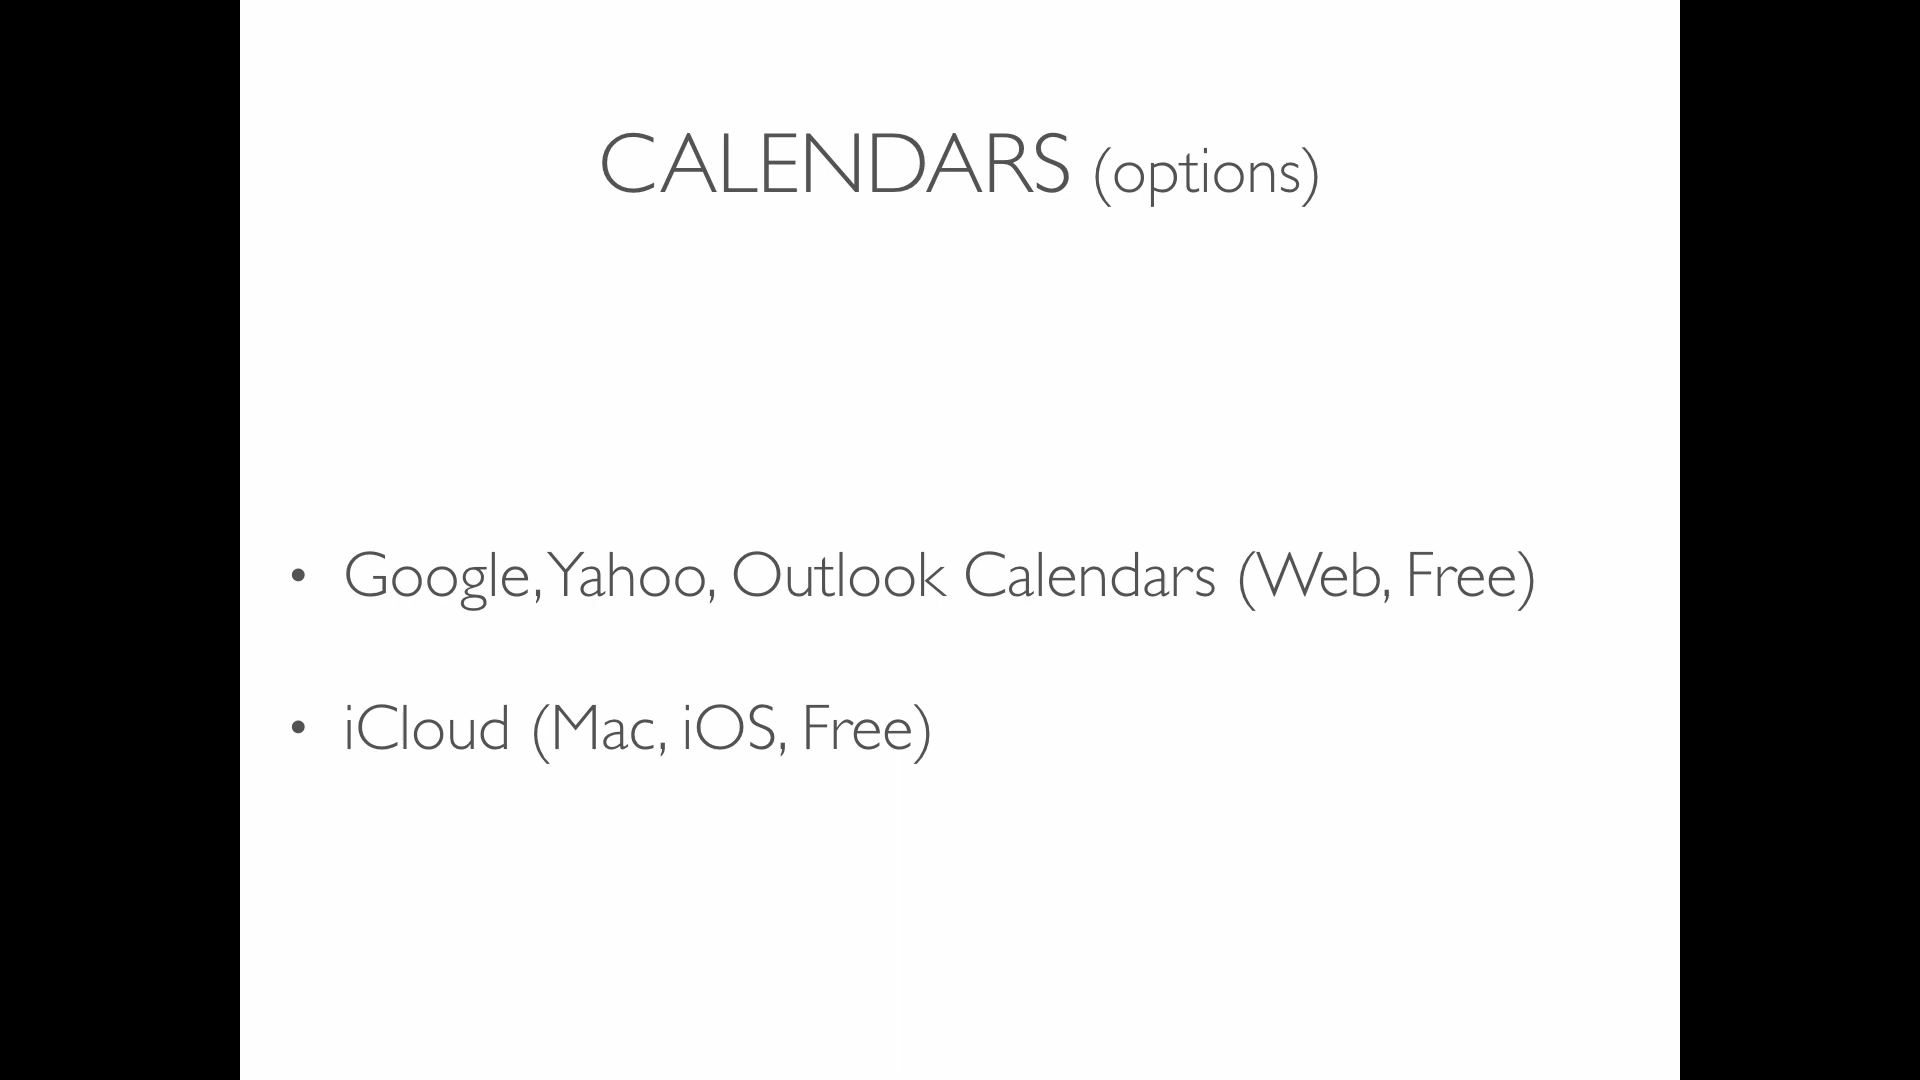 CALENDARS (options)
• Google, Yahoo, Outlook Calendars (Web, Free)
• iCloud (Mac, iOS, Free)